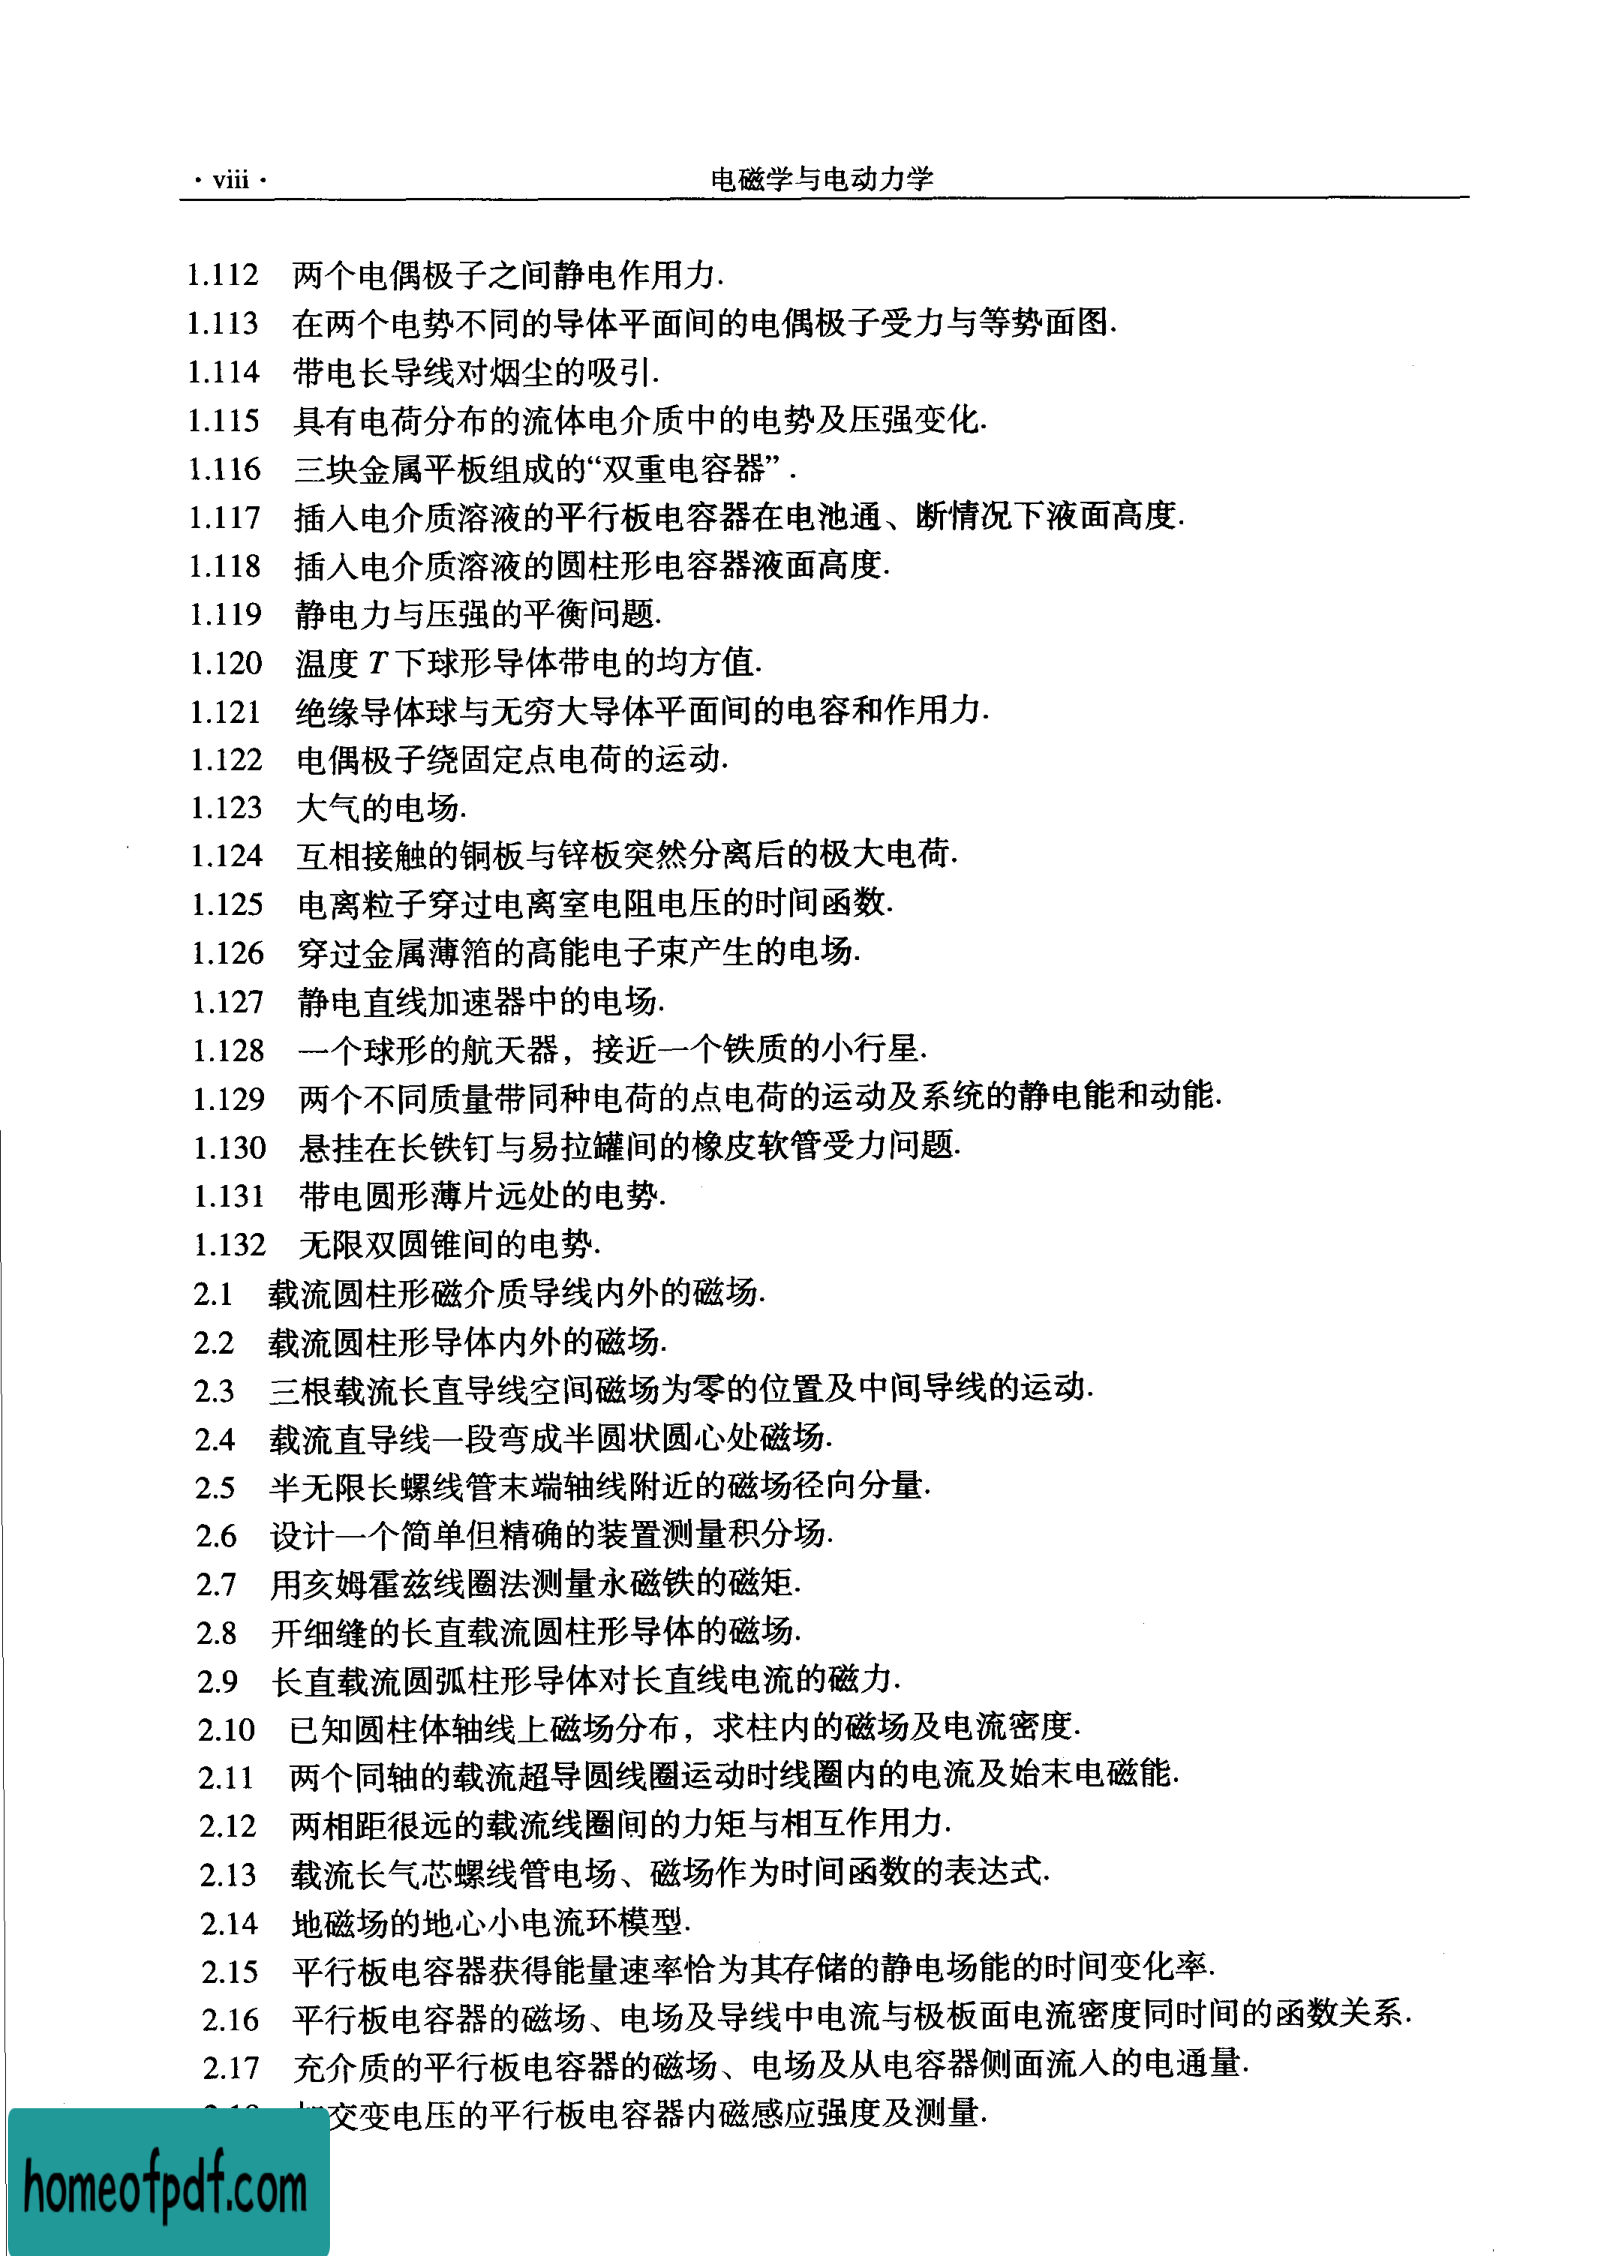 · viii ·
电磁学与电动力学
1.112 两个电偶极子之间静电作用力.
1.113 在两个电势不同的导体平面间的电偶极子受力与等势面图.
1.114 带电长导线对烟尘的吸引.
1.115 具有电荷分布的流体电介质中的电势及压强变化.
1.116 三块金属平板组成的“双重电容器”.
1.117 插入电介质溶液的平行板电容器在电池通、断情况下液面高度.
1.118 插入电介质溶液的圆柱形电容器液面高度.
1.119 静电力与压强的平衡问题.
1.120 温度 T 下球形导体带电的均方值.
1.121 绝缘导体球与无穷大导体平面间的电容和作用力.
1.122 电偶极子绕固定点电荷的运动.
1.123 大气的电场.
1.124 互相接触的铜板与锌板突然分离后的极大电荷.
1.125 电离粒子穿过电离室电阻电压的时间函数.
1.126 穿过金属薄箔的高能电子束产生的电场.
1.127 静电直线加速器中的电场.
1.128 一个球形的航天器，接近一个铁质的小行星.
1.129 两个不同质量带同种电荷的点电荷的运动及系统的静电能和动能.
1.130 悬挂在长铁钉与易拉罐间的橡皮软管受力问题.
1.131 带电圆形薄片远处的电势.
1.132 无限双圆锥间的电势.
2.1 载流圆柱形磁介质导线内外的磁场.
2.2 载流圆柱形导体内外的磁场.
2.3 三根载流长直导线空间磁场为零的位置及中间导线的运动.
2.4 载流直导线一段弯成半圆状圆心处磁场.
2.5 半无限长螺线管末端轴线附近的磁场径向分量.
2.6 设计一个简单但精确的装置测量积分场.
2.7 用亥姆霍兹线圈法测量永磁铁的磁矩.
2.8 开细缝的长直载流圆柱形导体的磁场.
2.9 长直载流圆弧柱形导体对长直线电流的磁力.
2.10 已知圆柱体轴线上磁场分布，求柱内的磁场及电流密度.
2.11 两个同轴的载流超导圆线圈运动时线圈内的电流及始末电磁能.
2.12 两相距很远的载流线圈间的力矩与相互作用力.
2.13 载流长气芯螺线管电场、磁场作为时间函数的表达式.
2.14 地磁场的地心小电流环模型.
2.15 平行板电容器获得能量速率恰为其存储的静电场能的时间变化率.
2.16 平行板电容器的磁场、电场及导线中电流与极板面电流密度同时间的函数关系.
2.17 充介质的平行板电容器的磁场、电场及从电容器侧面流入的电通量.
交变电压的平行板电容器内磁感应强度及测量.
homeofpdf.com